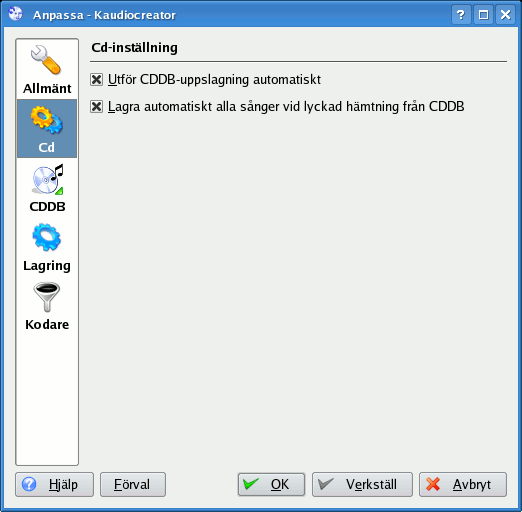 Anpassa - Kaudiocreator
Cd-inställning
Allmänt
Utför CDDB-uppslagning automatiskt
Lagra automatiskt alla sånger vid lyckad hämtning från CDDB
Cd
CDDB
Lagring
Kodare
Hjälp
Förval
OK
Verkställ
Avbryt